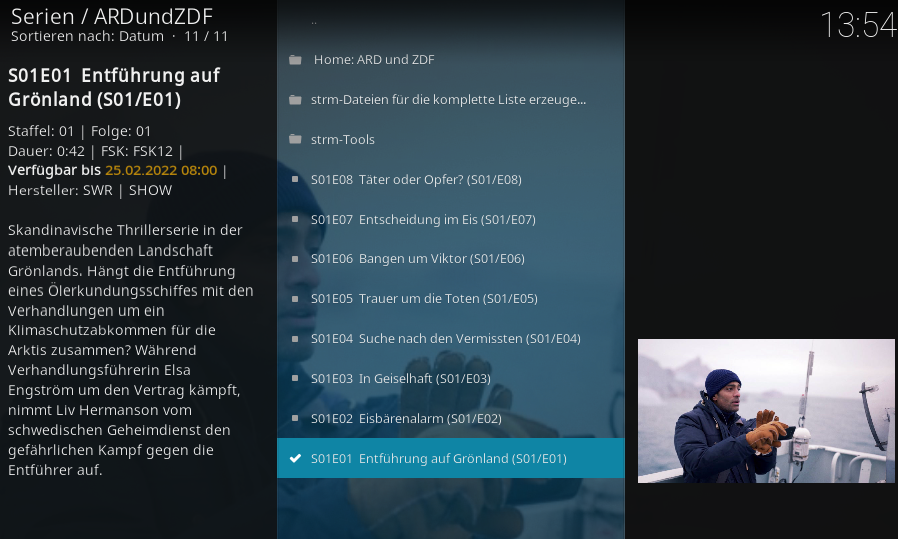 Serien / ARDundZDF
Sortieren nach: Datum · 11 / 11
13:54
S01E01 Entführung auf
Grönland (S01/E01)
Staffel: 01 | Folge: 01
Dauer: 0:42 | FSK: FSK12 |
Verfügbar bis 25.02.2022 08:00 |
Hersteller: SWR | SHOW
Skandinavische Thrillerserie in der
atemberaubenden Landschaft
Grönlands. Hängt die Entführung
eines Ölerkundungsschiffes mit den
Verhandlungen um ein
Klimaschutzabkommen für die
Arktis zusammen? Während
Verhandlungsführerin Elsa
Engström um den Vertrag kämpft,
nimmt Liv Hermanson vom
schwedischen Geheimdienst den
gefährlichen Kampf gegen die
Entführer auf.
..
Home: ARD und ZDF
strm-Dateien für die komplette Liste erzeuge...
strm-Tools
S01E08 Täter oder Opfer? (S01/E08)
S01E07 Entscheidung im Eis (S01/E07)
S01E06 Bangen um Viktor (S01/E06)
S01E05 Trauer um die Toten (S01/E05)
S01E04 Suche nach den Vermissten (S01/E04)
S01E03 In Geiselhaft (S01/E03)
S01E02 Eisbärenalarm (S01/E02)
S01E01 Entführung auf Grönland (S01/E01)